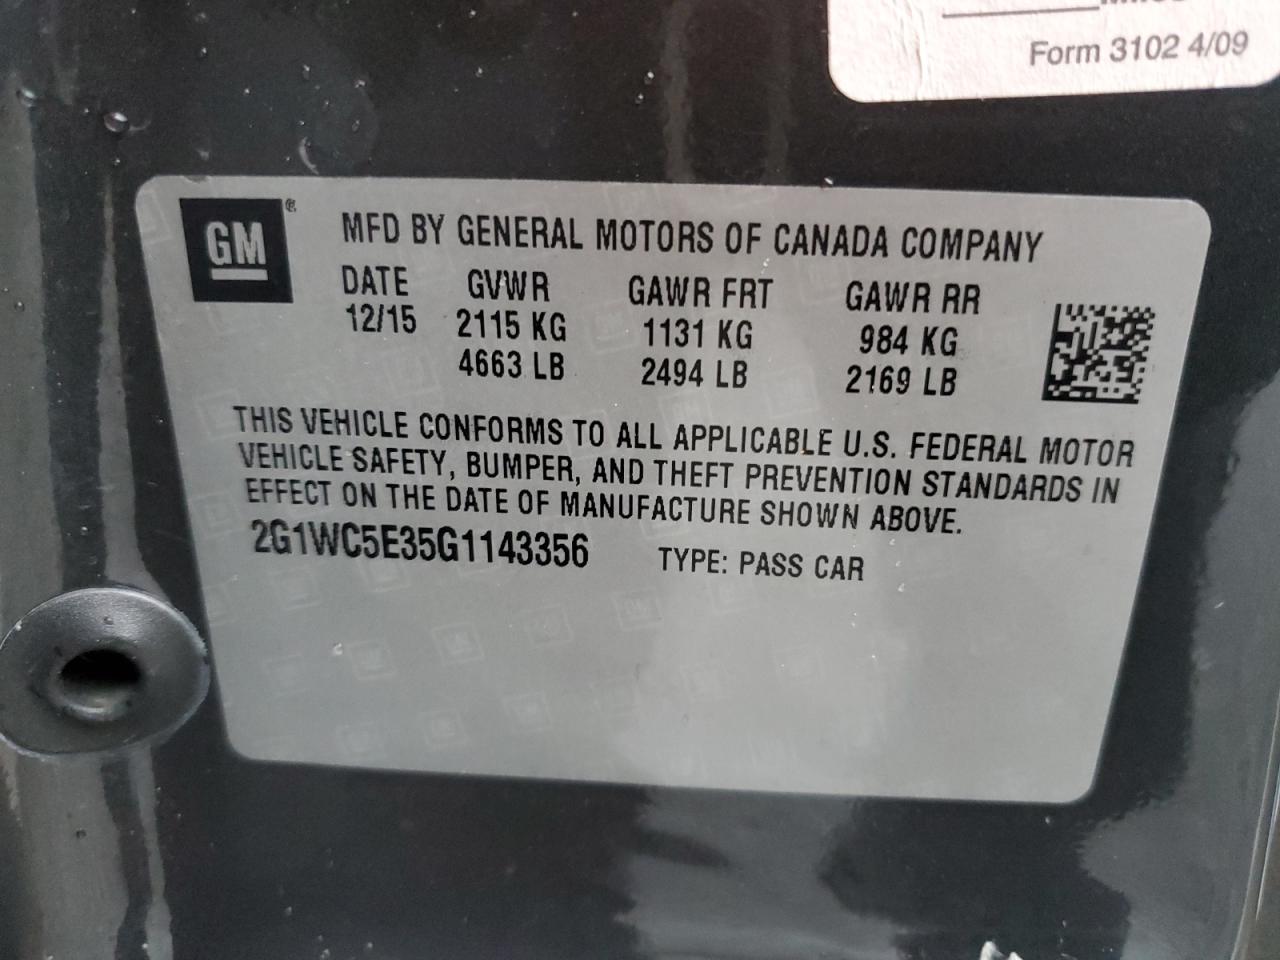 Form 3102 4/09
GM ®
MFD BY GENERAL MOTORS OF CANADA COMPANY
DATE GVWR GAWR FRT GAWR RR
12/15 2115 KG 1131 KG 984 KG
4663 LB 2494 LB 2169 LB
THIS VEHICLE CONFORMS TO ALL APPLICABLE U.S. FEDERAL MOTOR
VEHICLE SAFETY, BUMPER, AND THEFT PREVENTION STANDARDS IN
EFFECT ON THE DATE OF MANUFACTURE SHOWN ABOVE.
2G1WC5E35G1143356 TYPE: PASS CAR